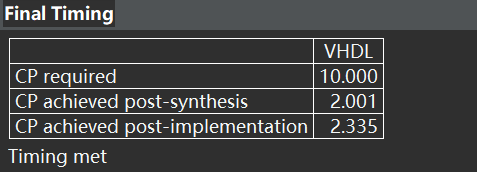 Final Timing
VHDL
CP required 10.000
CP achieved post-synthesis 2.001
CP achieved post-implementation 2.335
Timing met